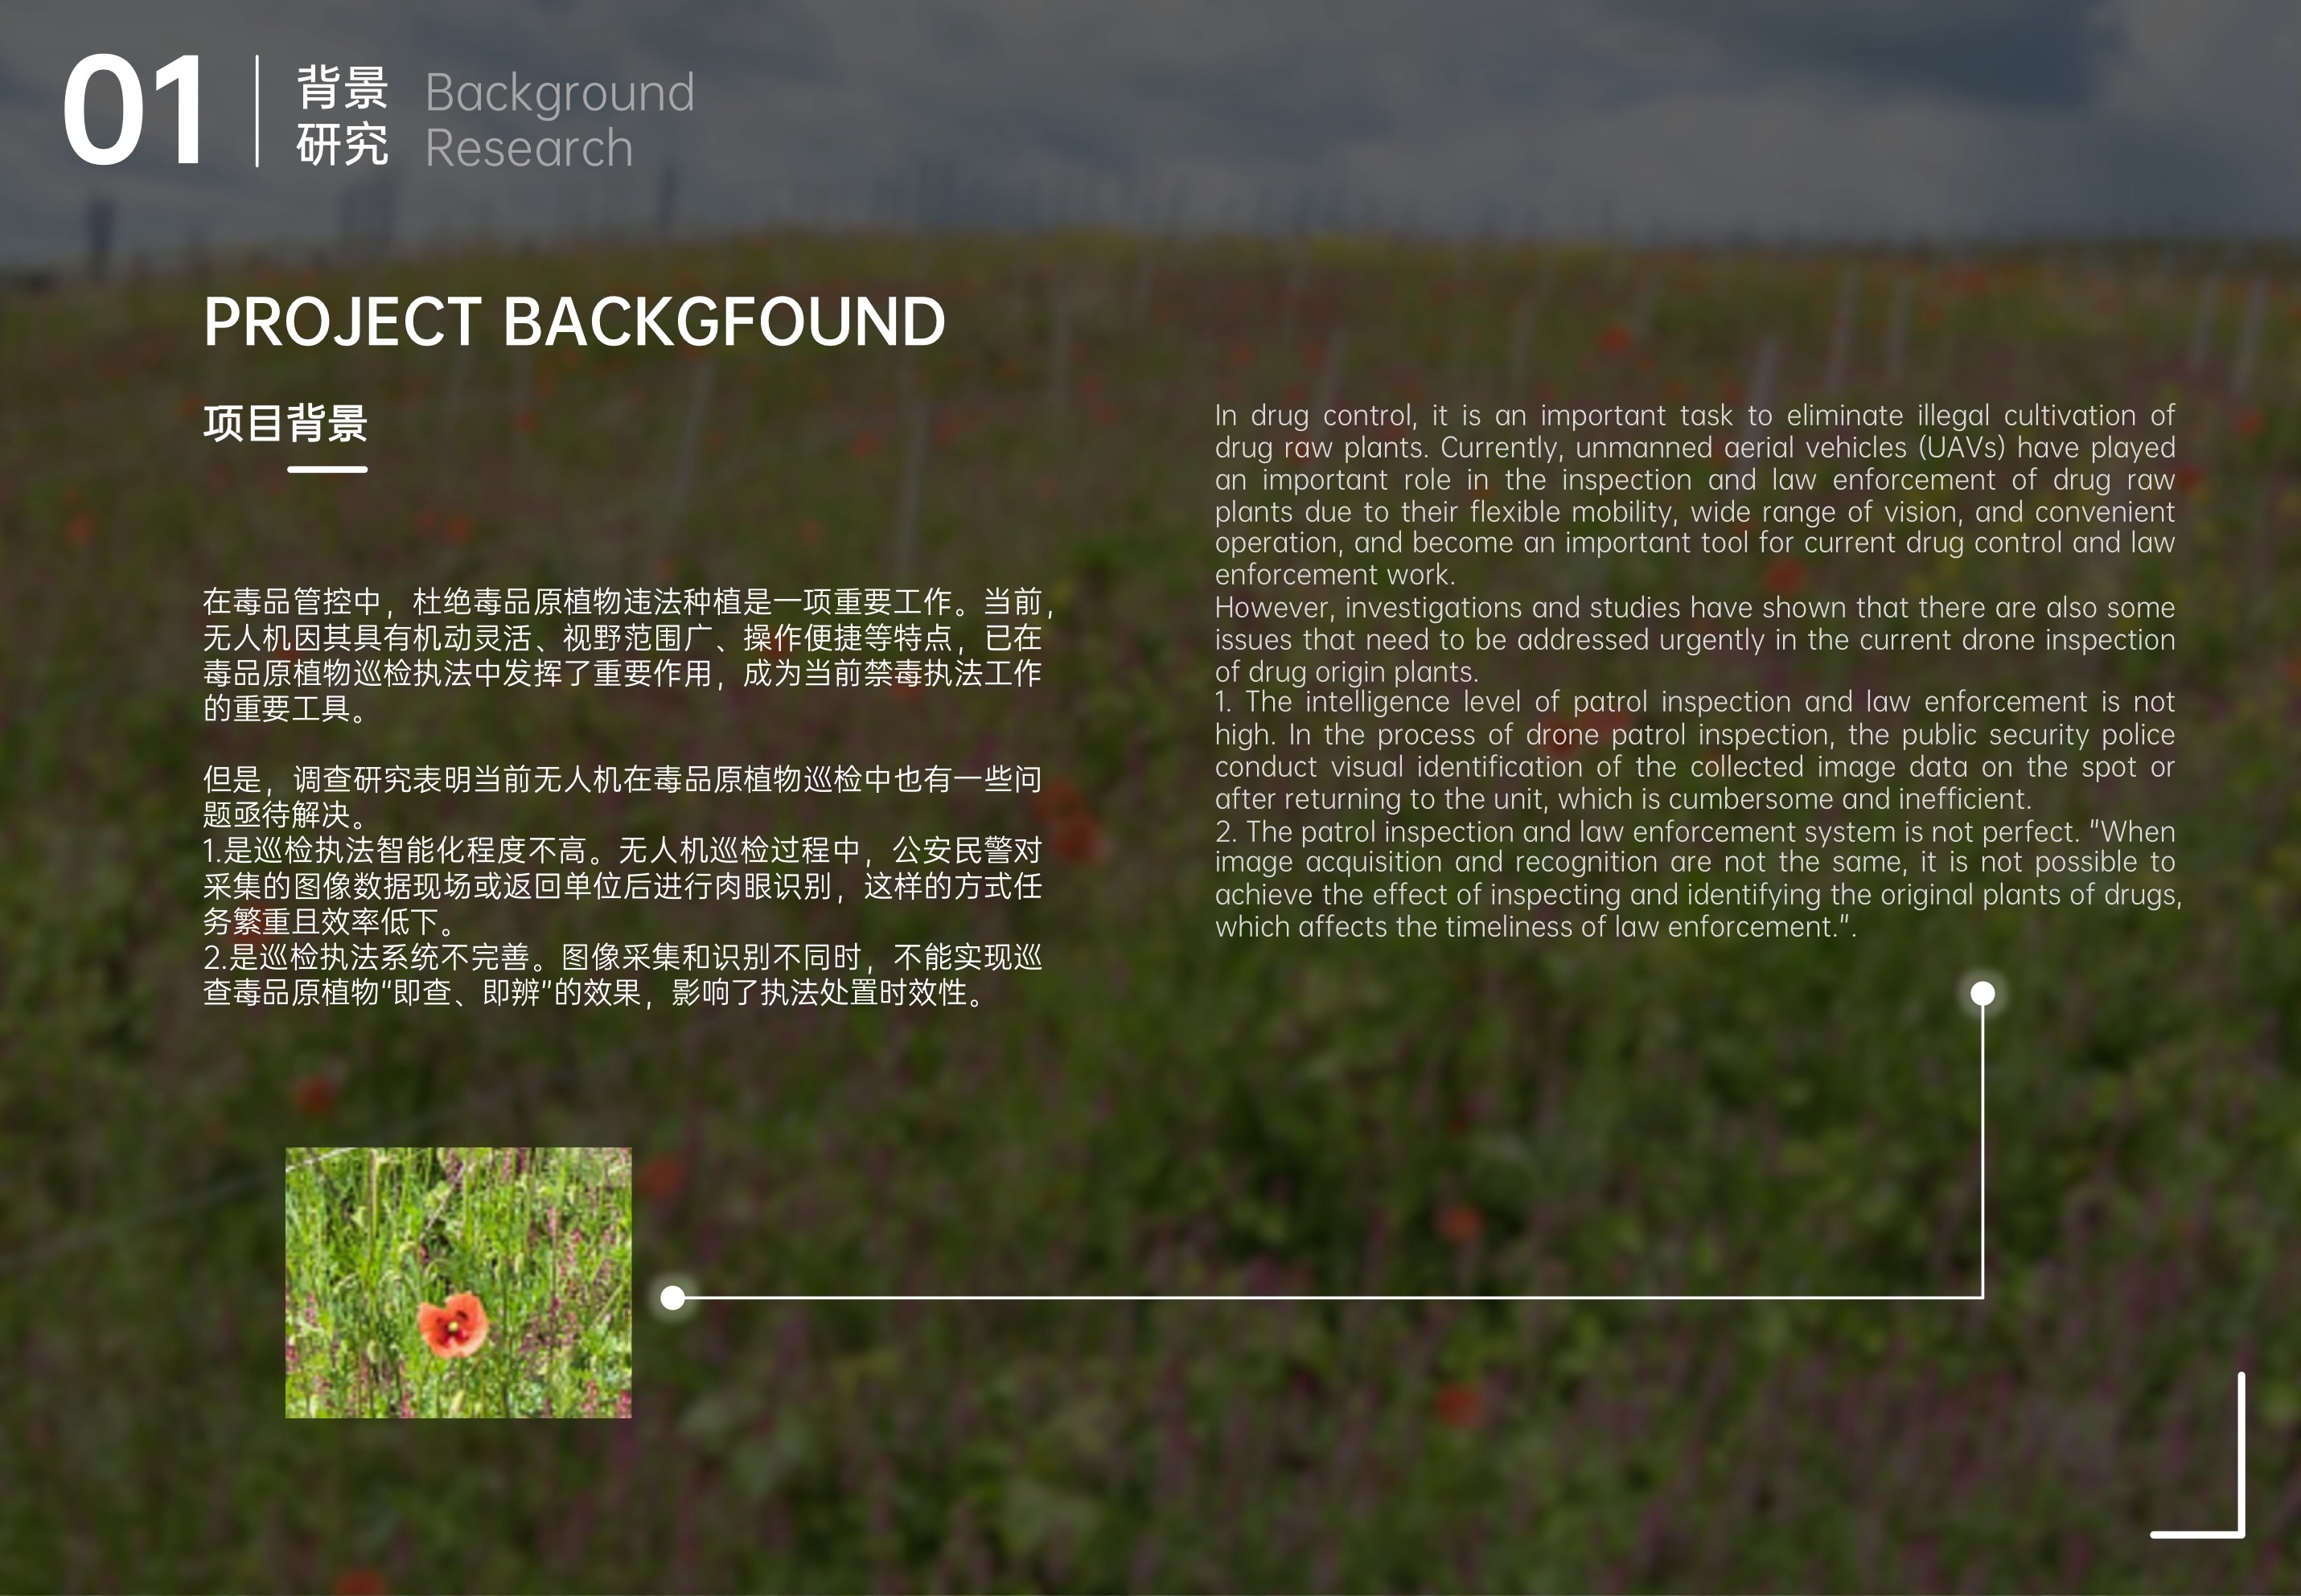 01
背景
研究
Background
Research
PROJECT BACKGFOUND
项目背景
在毒品管控中，杜绝毒品原植物违法种植是一项重要工作。当前，
无人机因其具有机动灵活、视野范围广、操作便捷等特点，已在
毒品原植物巡检执法中发挥了重要作用，成为当前禁毒执法工作
的重要工具。
但是，调查研究表明当前无人机在毒品原植物巡检中也有一些问
题亟待解决。
1.是巡检执法智能化程度不高。无人机巡检过程中，公安民警对
采集的图像数据现场或返回单位后进行肉眼识别，这样的方式任
务繁重且效率低下。
2.是巡检执法系统不完善。图像采集和识别不同时，不能实现巡
查毒品原植物“即查、即辨”的效果，影响了执法处置时效性。
In drug control, it is an important task to eliminate illegal cultivation of
drug raw plants. Currently, unmanned aerial vehicles (UAVs) have played
an important role in the inspection and law enforcement of drug raw
plants due to their flexible mobility, wide range of vision, and convenient
operation, and become an important tool for current drug control and law
enforcement work.
However, investigations and studies have shown that there are also some
issues that need to be addressed urgently in the current drone inspection
of drug origin plants.
1. The intelligence level of patrol inspection and law enforcement is not
high. In the process of drone patrol inspection, the public security police
conduct visual identification of the collected image data on the spot or
after returning to the unit, which is cumbersome and inefficient.
2. The patrol inspection and law enforcement system is not perfect. "When
image acquisition and recognition are not the same, it is not possible to
achieve the effect of inspecting and identifying the original plants of drugs,
which affects the timeliness of law enforcement.".